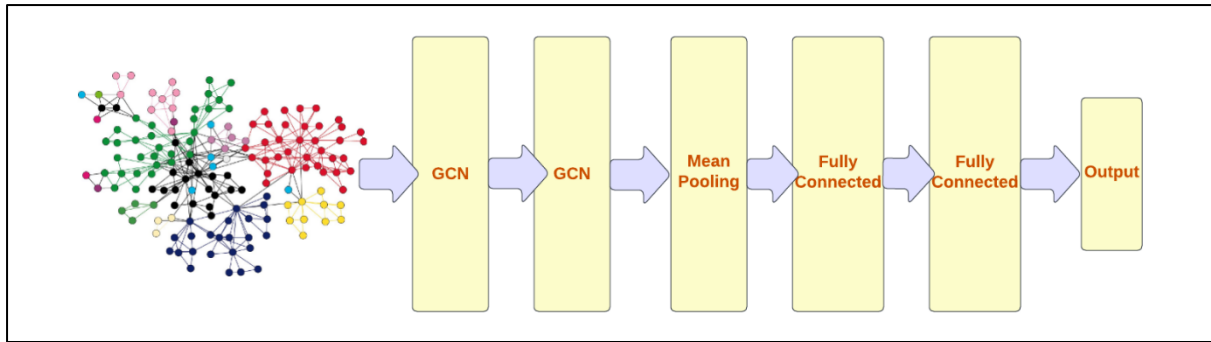 GCN
GCN
Mean
Pooling
Fully
Connected
Fully
Connected
Output